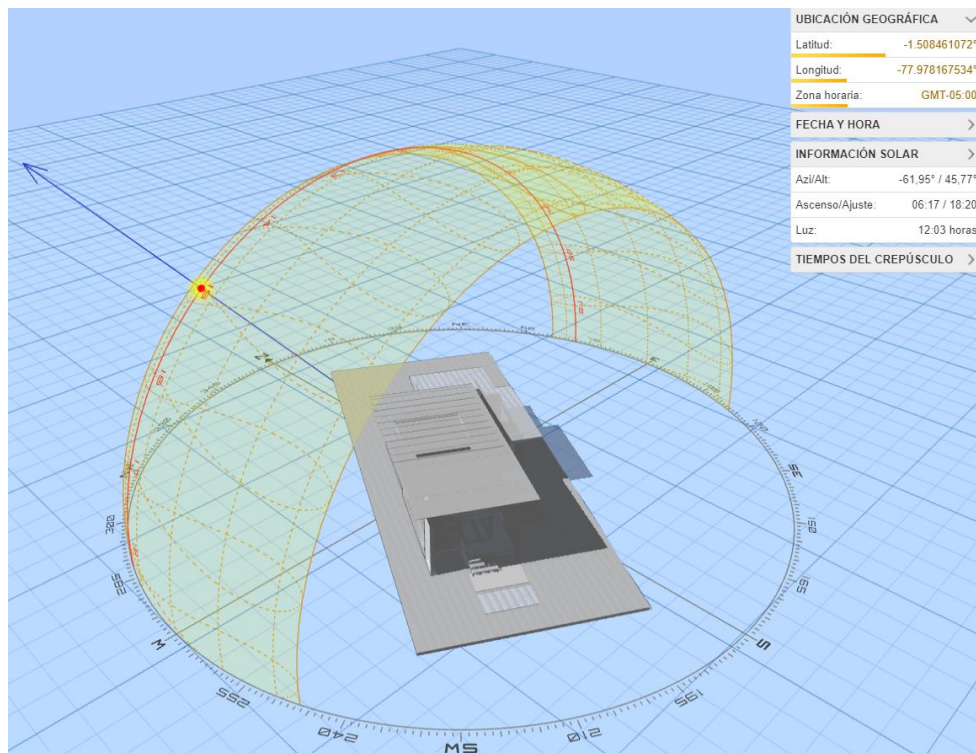 UBICACIÓN GEOGRÁFICA
Latitud: -1.508461072°
Longitud: -77.978167534°
Zona horaria: GMT-05:00
FECHA Y HORA
INFORMACIÓN SOLAR
Azi/Alt: -61,95° / 45,77°
Ascenso/Ajuste: 06:17 / 18:20
Luz: 12:03 horas
TIEMPOS DEL CREPÚSCULO
N
NE
E
SE
300
150
285
165
W
S
255
195
240
SW
210